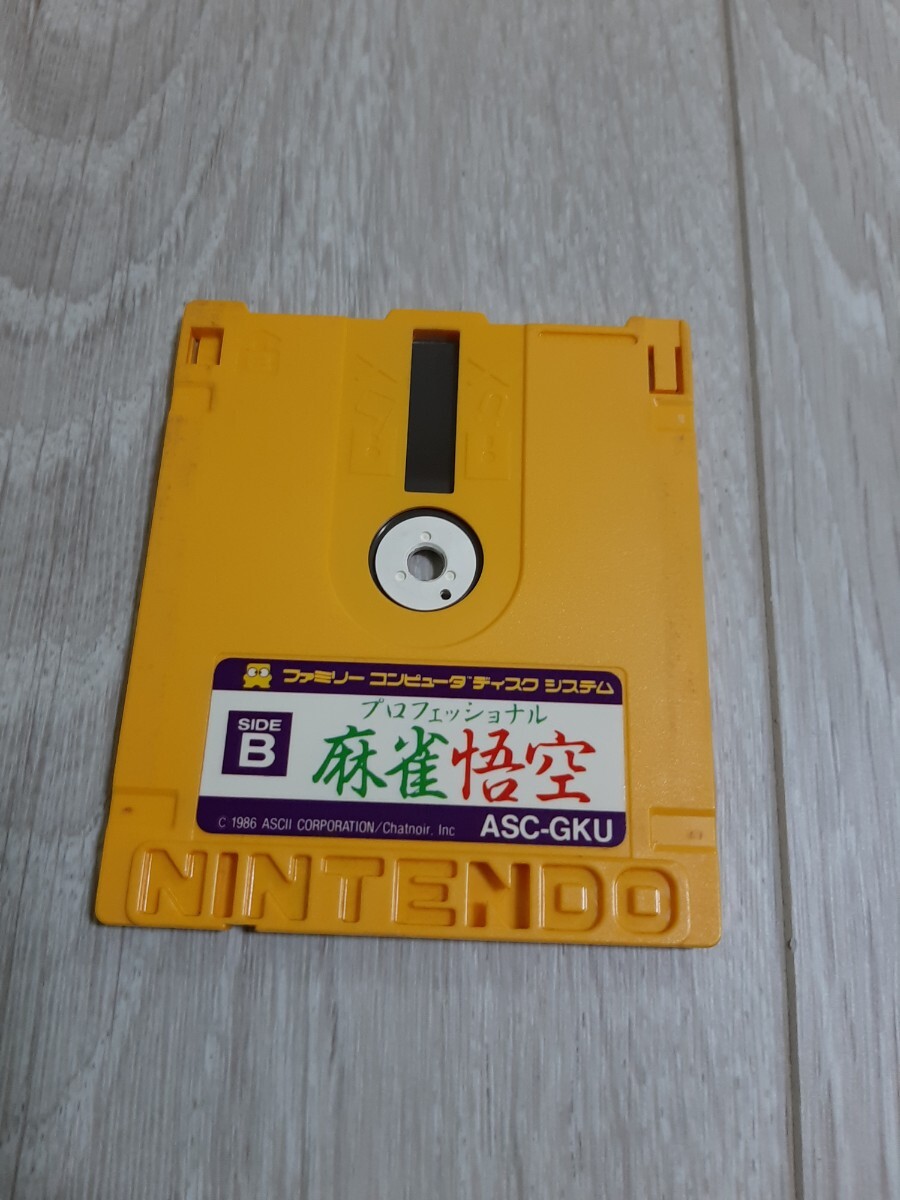 ファミリー コンピュータ™ ディスク システム
SIDE
B
プロフェッショナル
麻雀悟空
C 1986 ASCII CORPORATION/Chatnoir, Inc
ASC-GKU
NINTENDO